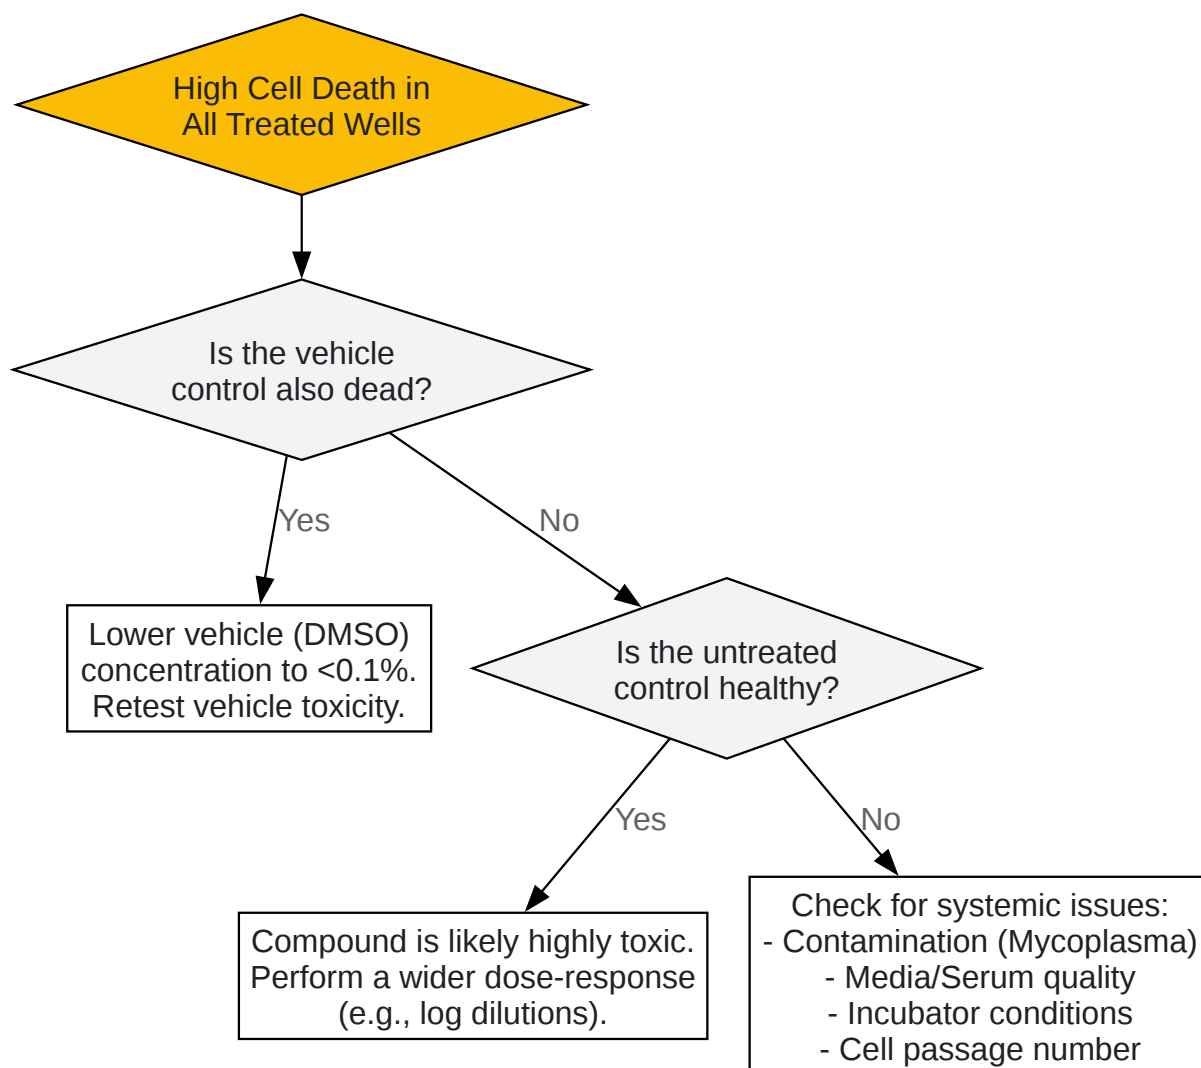 High Cell Death in
All Treated Wells
Is the vehicle
control also dead?
Yes
No
Lower vehicle (DMSO)
concentration to <0.1%.
Retest vehicle toxicity.
Is the untreated
control healthy?
Yes
No
Compound is likely highly toxic.
Perform a wider dose-response
(e.g., log dilutions).
Check for systemic issues:
- Contamination (Mycoplasma)
- Media/Serum quality
- Incubator conditions
- Cell passage number